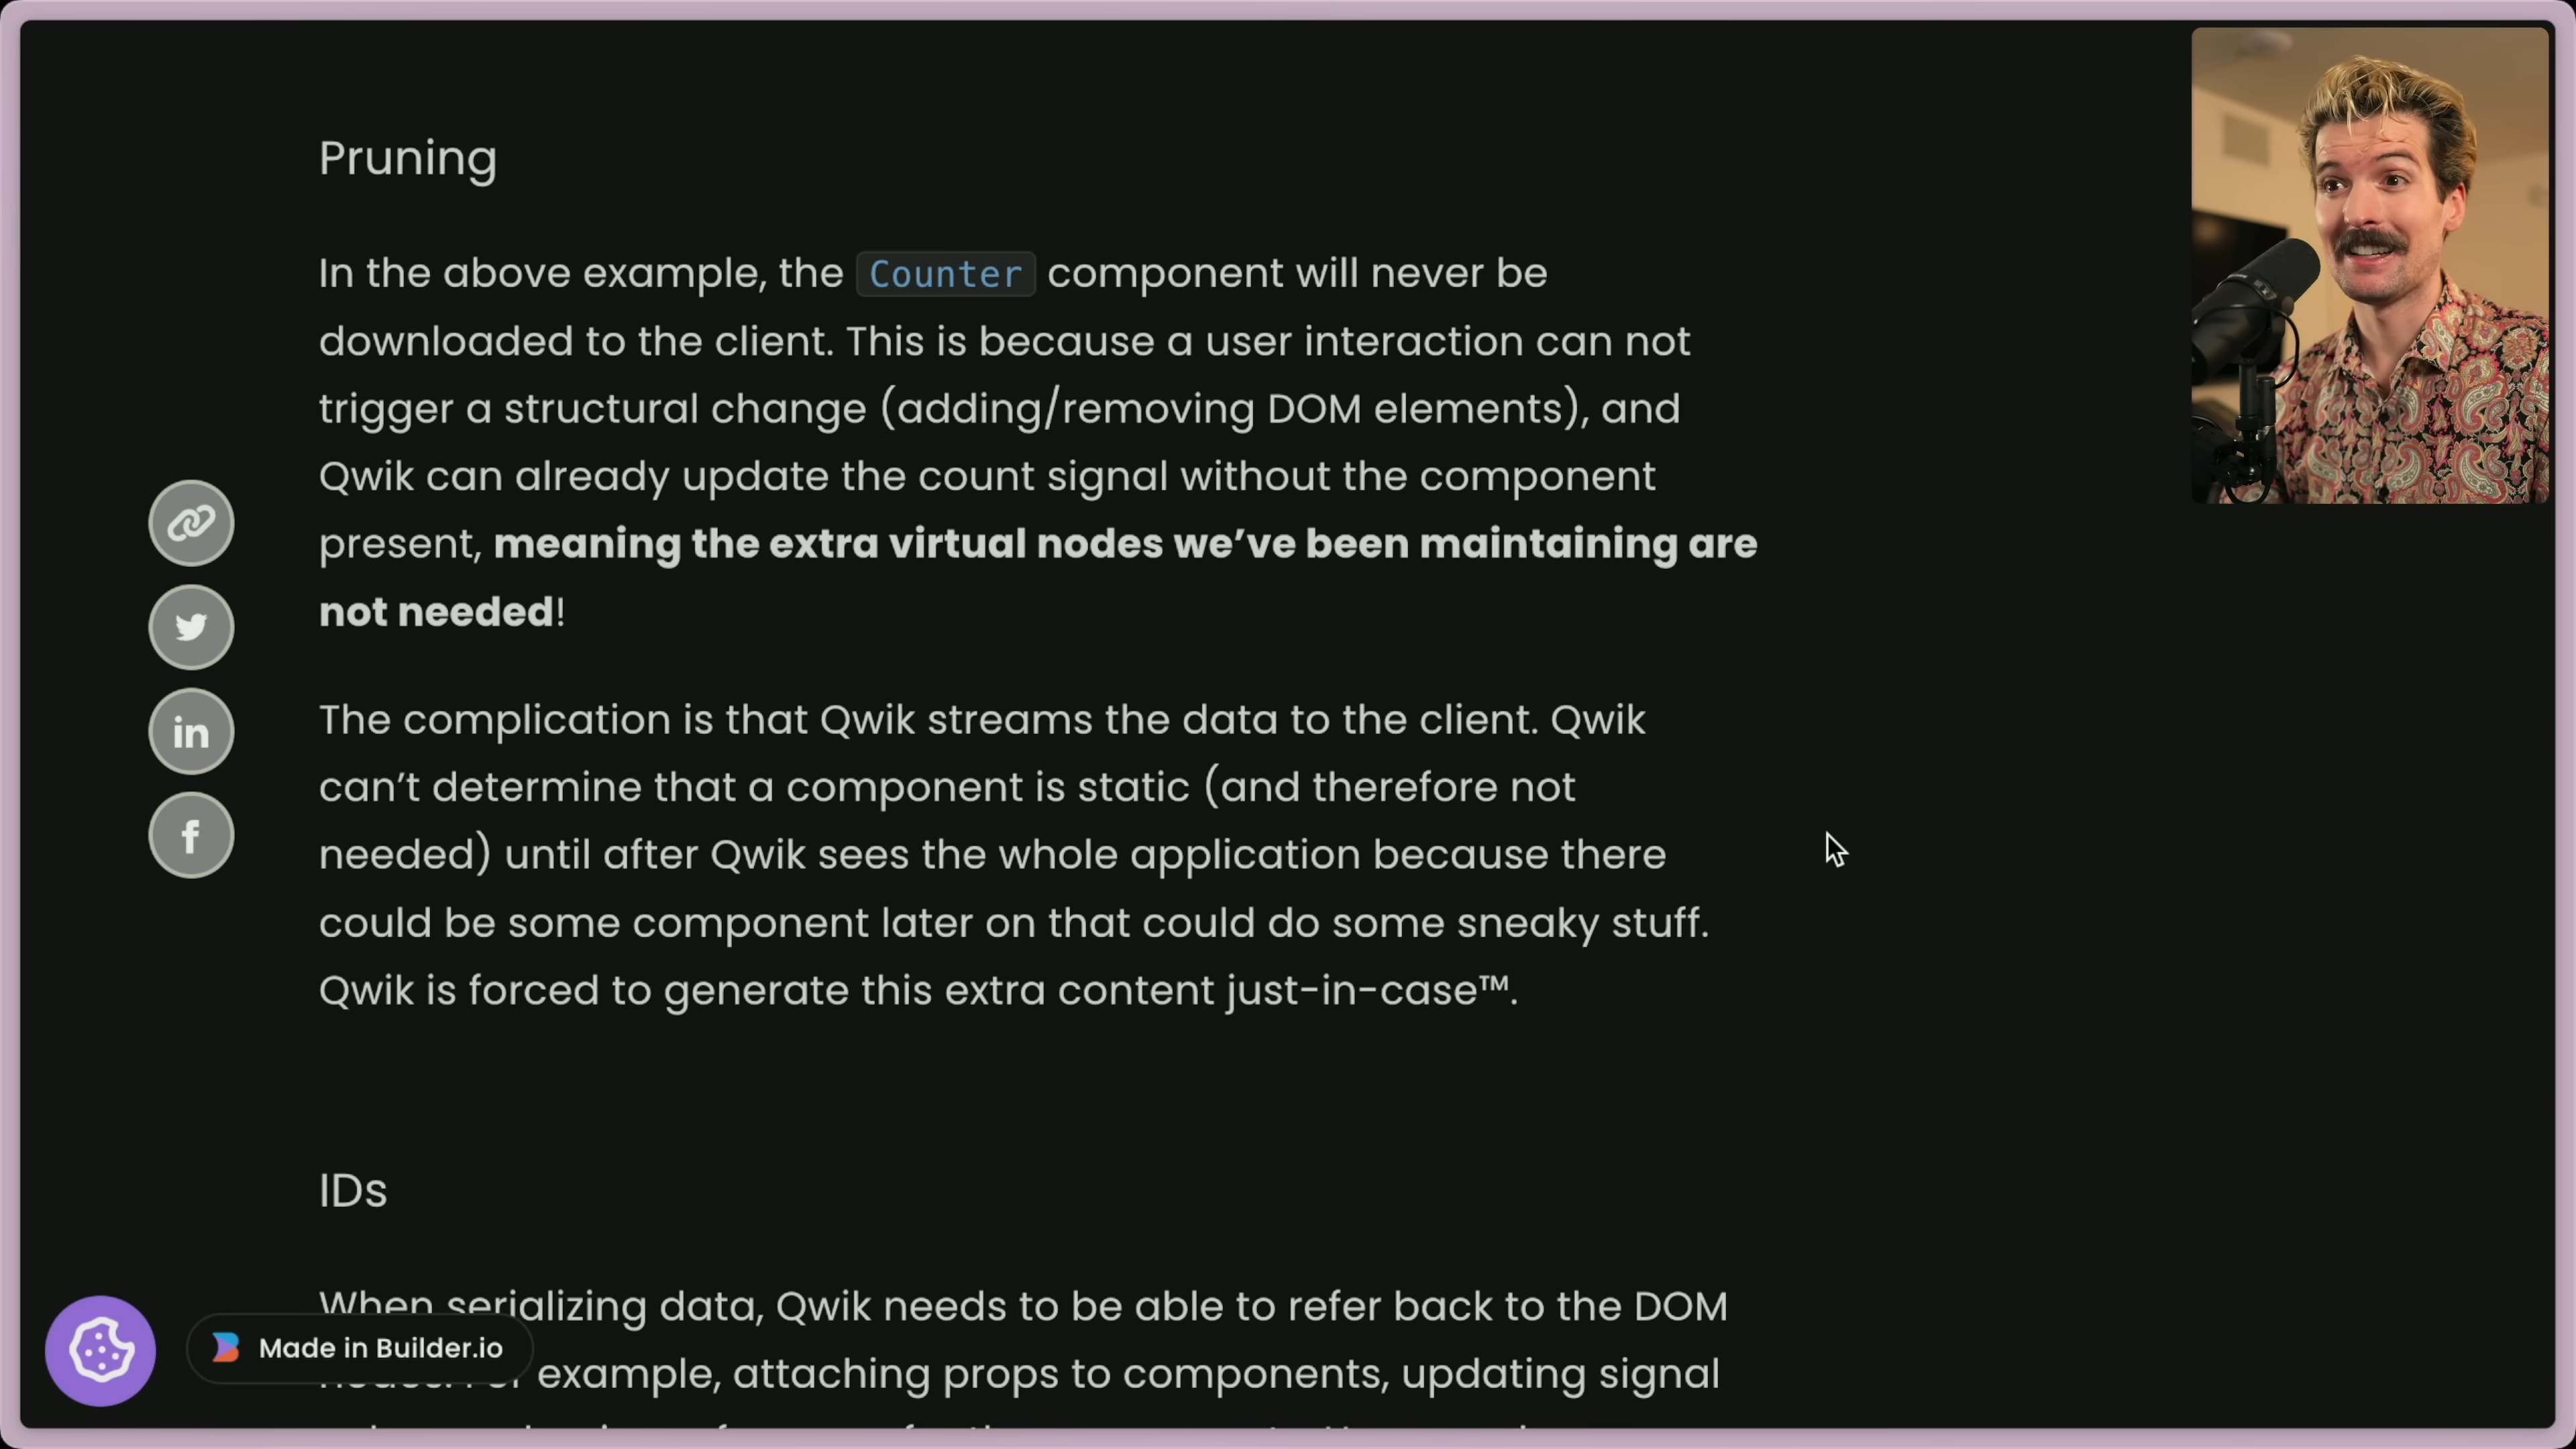 Pruning
In the above example, the Counter component will never be
downloaded to the client. This is because a user interaction can not
trigger a structural change (adding/removing DOM elements), and
Qwik can already update the count signal without the component
present, meaning the extra virtual nodes we’ve been maintaining are
not needed!
The complication is that Qwik streams the data to the client. Qwik
can’t determine that a component is static (and therefore not
needed) until after Qwik sees the whole application because there
could be some component later on that could do some sneaky stuff.
Qwik is forced to generate this extra content just-in-case™.
in
f
IDs
When serializing data, Qwik needs to be able to refer back to the DOM
Made in Builder.io
example, attaching props to components, updating signal